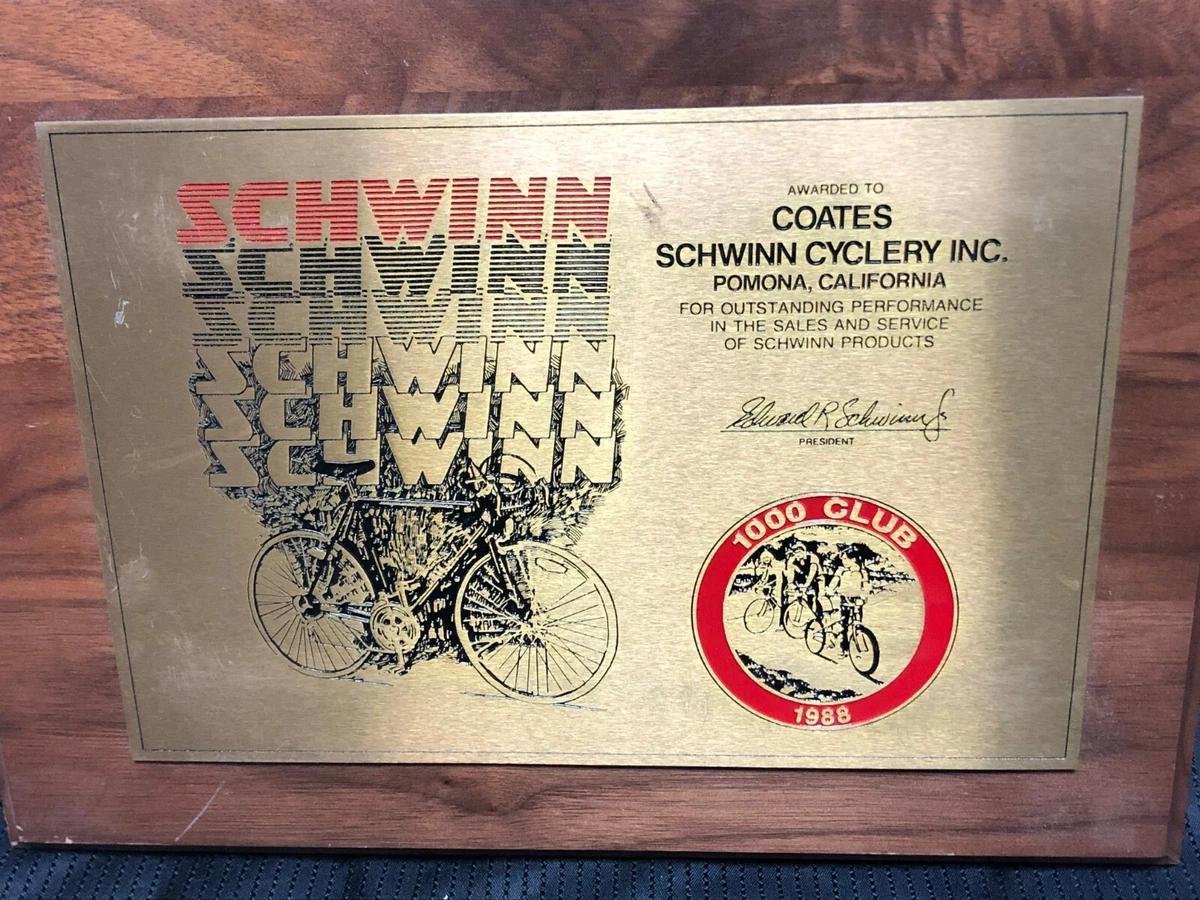 SCHWINN
SCHWINN
SCHWINN
SCHWINN
SCHWINN
SCHWINN
AWARDED TO
COATES
SCHWINN CYCLERY INC.
POMONA, CALIFORNIA
FOR OUTSTANDING PERFORMANCE
IN THE SALES AND SERVICE
OF SCHWINN PRODUCTS
Edward R Schwinn Jr
PRESIDENT
1000 CLUB
1988